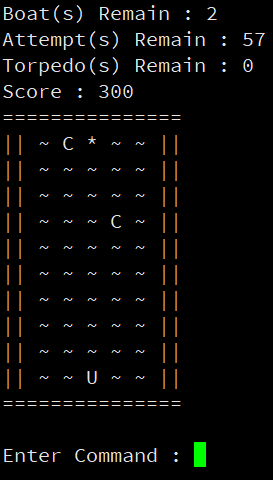 Boat(s) Remain : 2
Attempt(s) Remain : 57
Torpedo(s) Remain : 0
Score : 300
===============
|| ~ C * ~ ~ ||
|| ~ ~ ~ ~ ~ ||
|| ~ ~ ~ ~ ~ ||
|| ~ ~ ~ C ~ ||
|| ~ ~ ~ ~ ~ ||
|| ~ ~ ~ ~ ~ ||
|| ~ ~ ~ ~ ~ ||
|| ~ ~ ~ ~ ~ ||
|| ~ ~ ~ ~ ~ ||
|| ~ ~ U ~ ~ ||
===============
Enter Command :